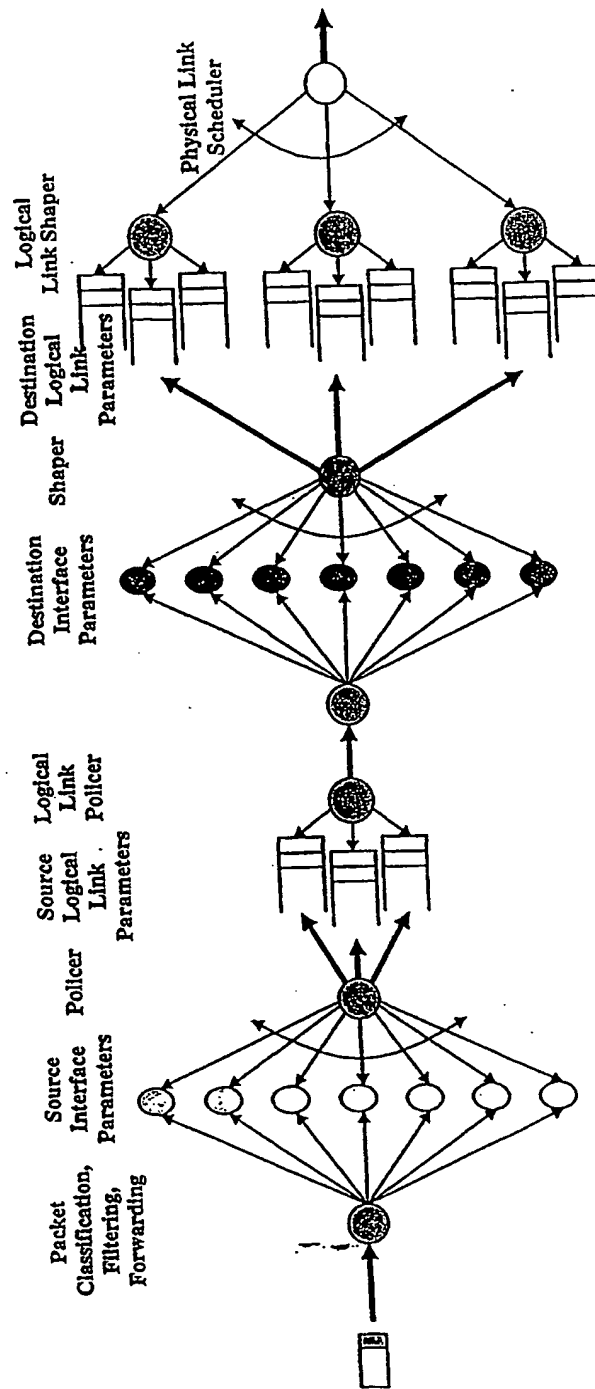 Packet
Classification,
Filtering,
Forwarding
Source
Interface
Parameters
Policer
Source
Logical
Link
Parameters
Logical
Link
Policer
Destination
Interface
Parameters
Shaper
Destination
Logical
Link
Parameters
Logical
Link Shaper
Physical Link
Scheduler